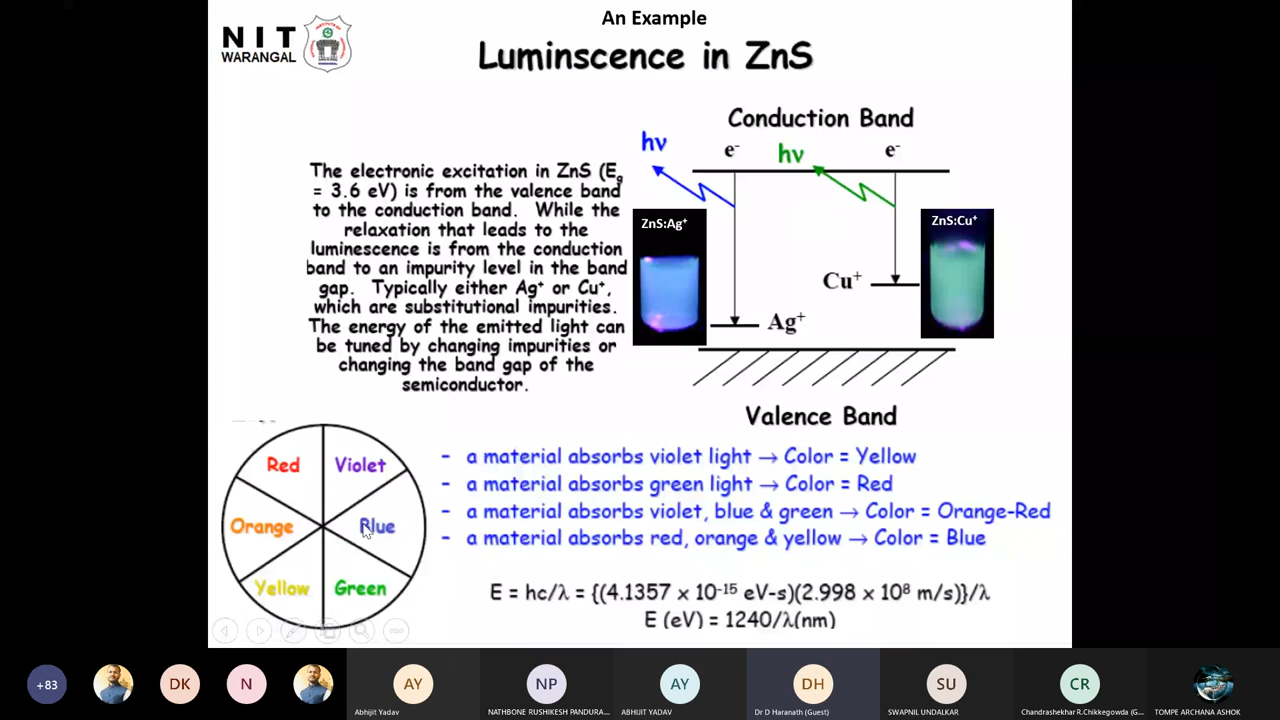 An Example
NIT
WARANGAL
Luminscence in ZnS
The electronic excitation in ZnS (Eg
= 3.6 eV) is from the valence band
to the conduction band. While the
relaxation that leads to the
luminescence is from the conduction
band to an impurity level in the band
gap. Typically either Ag⁺ or Cu⁺,
which are substitutional impurities.
The energy of the emitted light can
be tuned by changing impurities or
changing the band gap of the
semiconductor.
Conduction Band
hν
e⁻
hν
e⁻
ZnS:Ag⁺
ZnS:Cu⁺
Cu⁺
Ag⁺
Valence Band
Red
Violet
Orange
Blue
Yellow
Green
- a material absorbs violet light → Color = Yellow
- a material absorbs green light → Color = Red
- a material absorbs violet, blue & green → Color = Orange-Red
- a material absorbs red, orange & yellow → Color = Blue
E = hc/λ = {(4.1357 x 10⁻¹⁵ eV-s)(2.998 x 10⁸ m/s)}/λ
E (eV) = 1240/λ(nm)
+83
DK
N
AY
Abhijit Yadav
NP
NATHBONE RUSHIKESH PANDURA...
AY
ABHIJIT YADAV
DH
Dr D Haranath (Guest)
SU
SWAPNIL UNDALKAR
CR
Chandrashekhar R.Chikkegowda (G...
TOMPE ARCHANA ASHOK